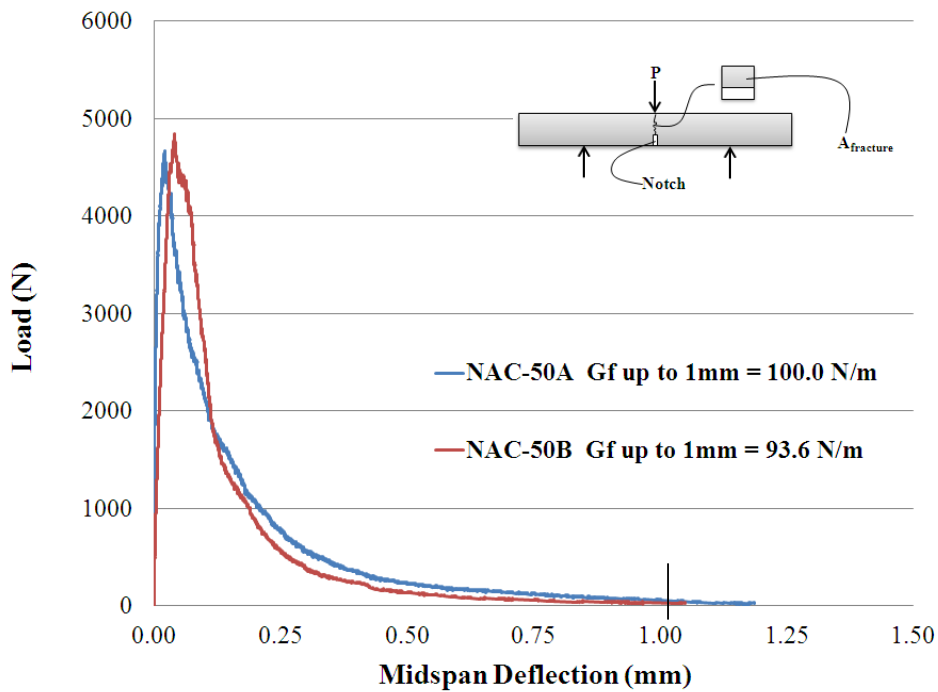 6000
5000
4000
3000
2000
1000
0
Load (N)
P
A_fracture
Notch
NAC-50A Gf up to 1mm = 100.0 N/m
NAC-50B Gf up to 1mm = 93.6 N/m
0.00 0.25 0.50 0.75 1.00 1.25 1.50
Midspan Deflection (mm)